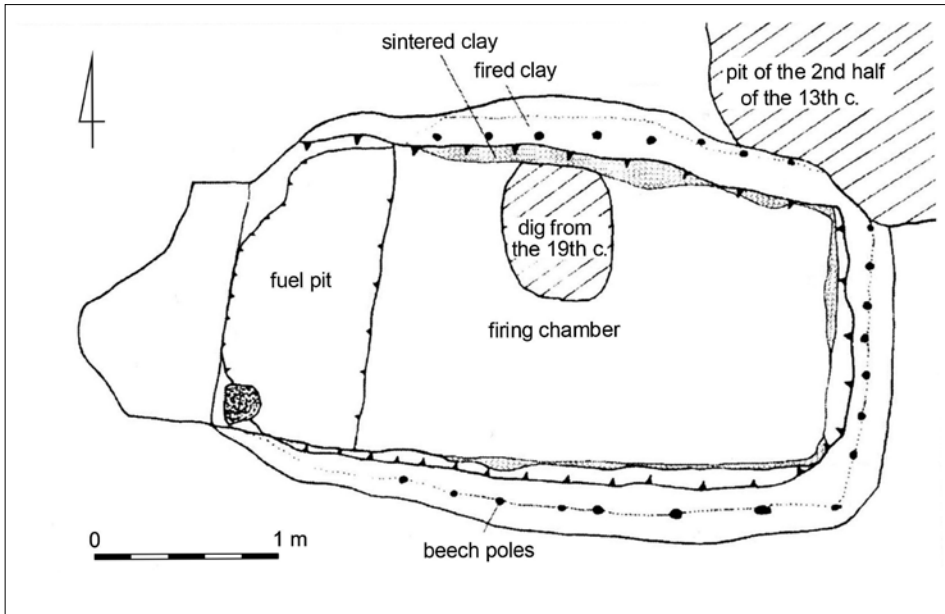 sintered clay
fired clay
pit of the 2nd half
of the 13th c.
dig from
the 19th c.
fuel pit
firing chamber
0 1 m
beech poles